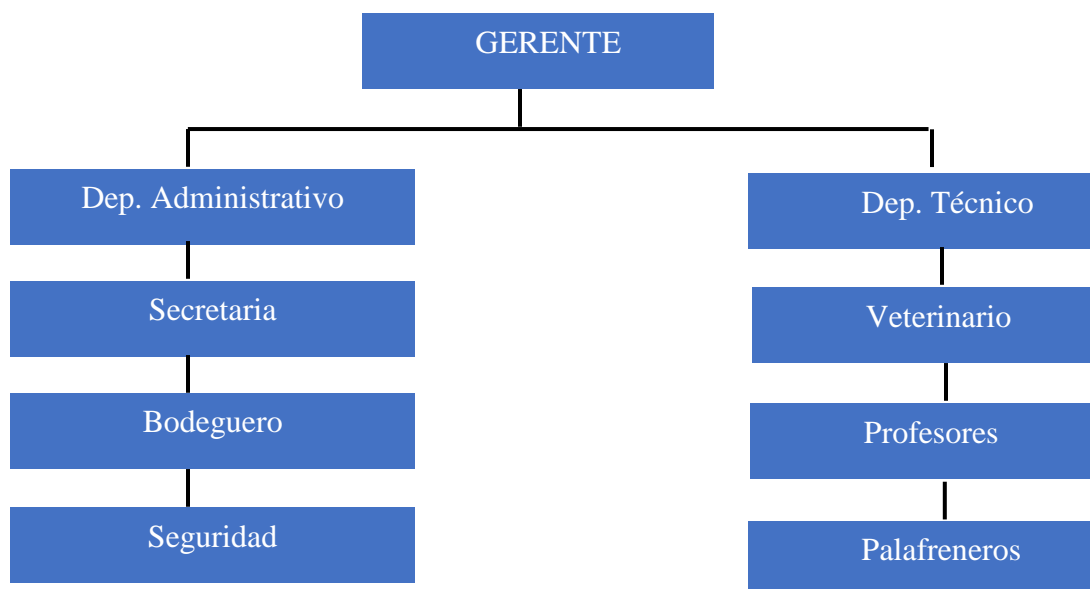 GERENTE
Dep. Administrativo
Dep. Técnico
Secretaria
Veterinario
Bodeguero
Profesores
Seguridad
Palafreneros